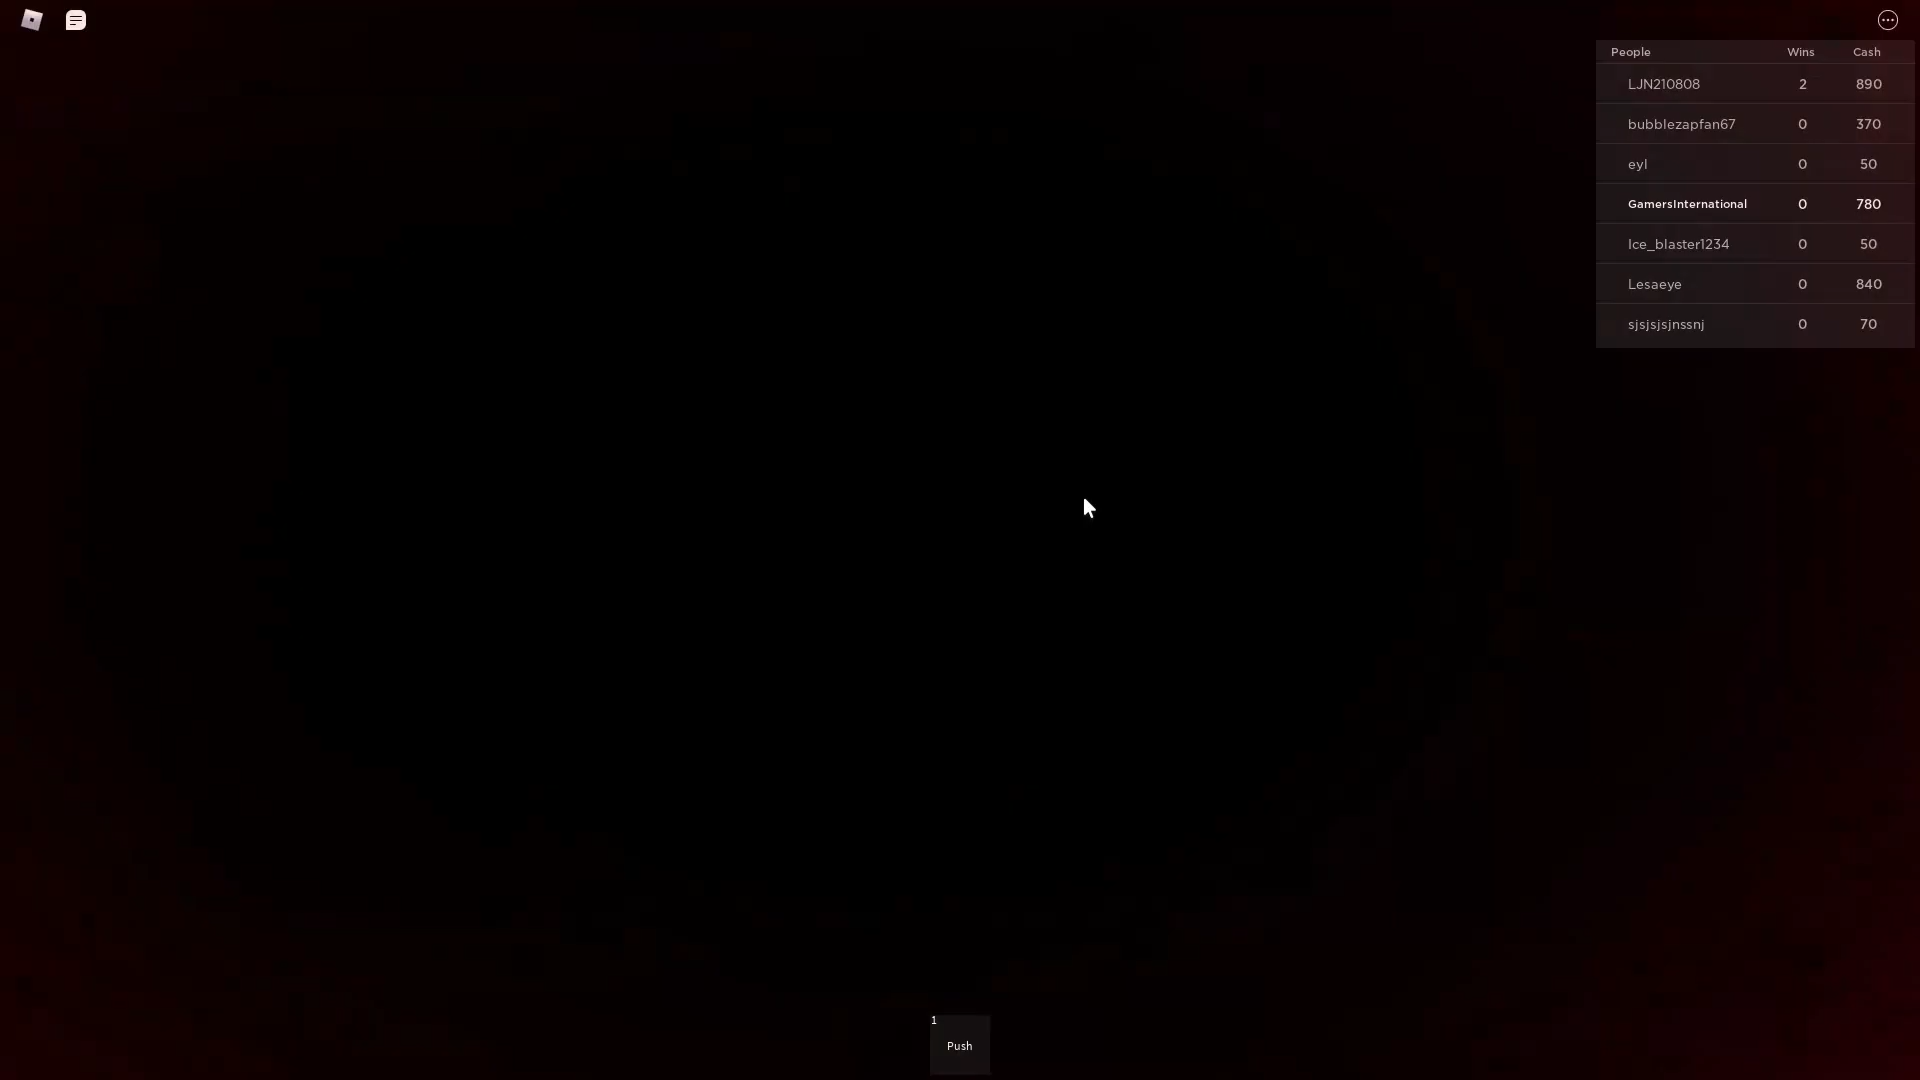 People Wins Cash
LJN210808 2 890
bubblezapfan67 0 370
eyl 0 50
GamersInternational 0 780
Ice_blaster1234 0 50
Lesaeye 0 840
sjsjsjsjnssnj 0 70
1
Push